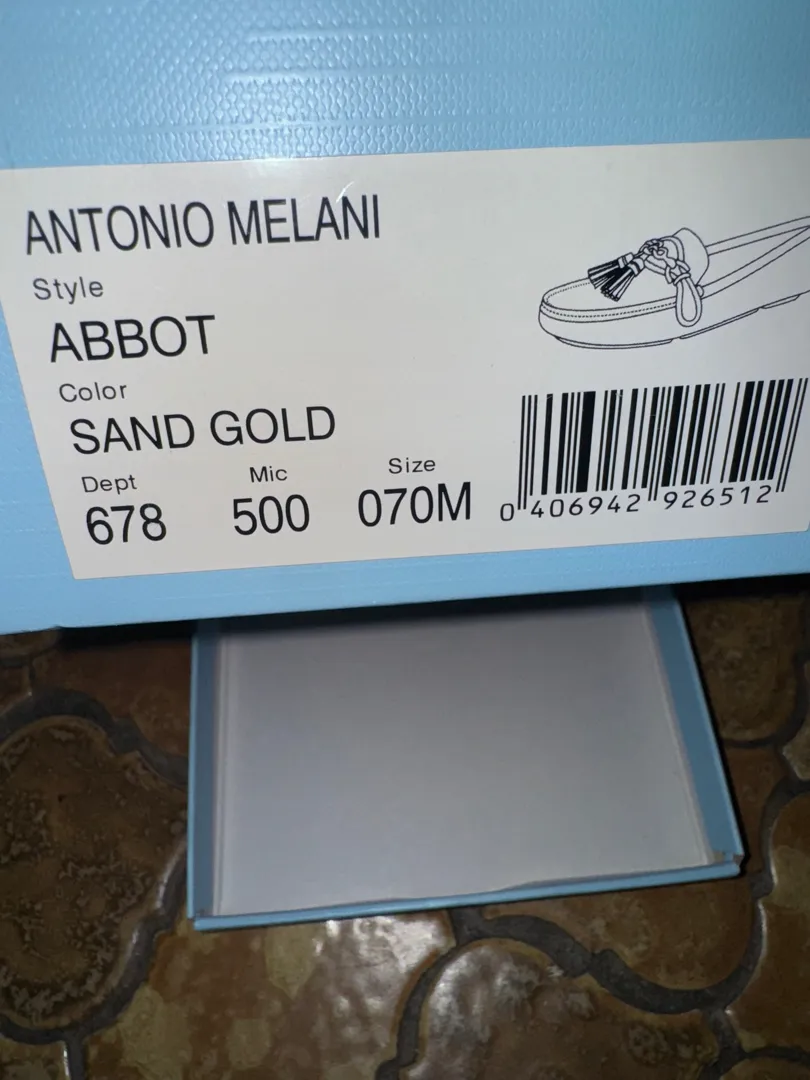 ANTONIO MELANI
Style
ABBOT
Color
SAND GOLD
Dept Mic Size
678 500 070M
0 406942 926512